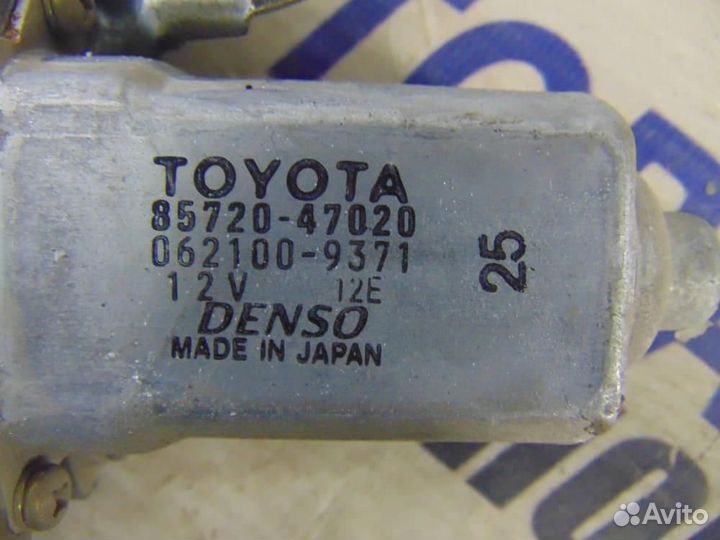 TOYOTA
85720-47020
062100-9371
12V 12E
DENSO
MADE IN JAPAN
25
Avito